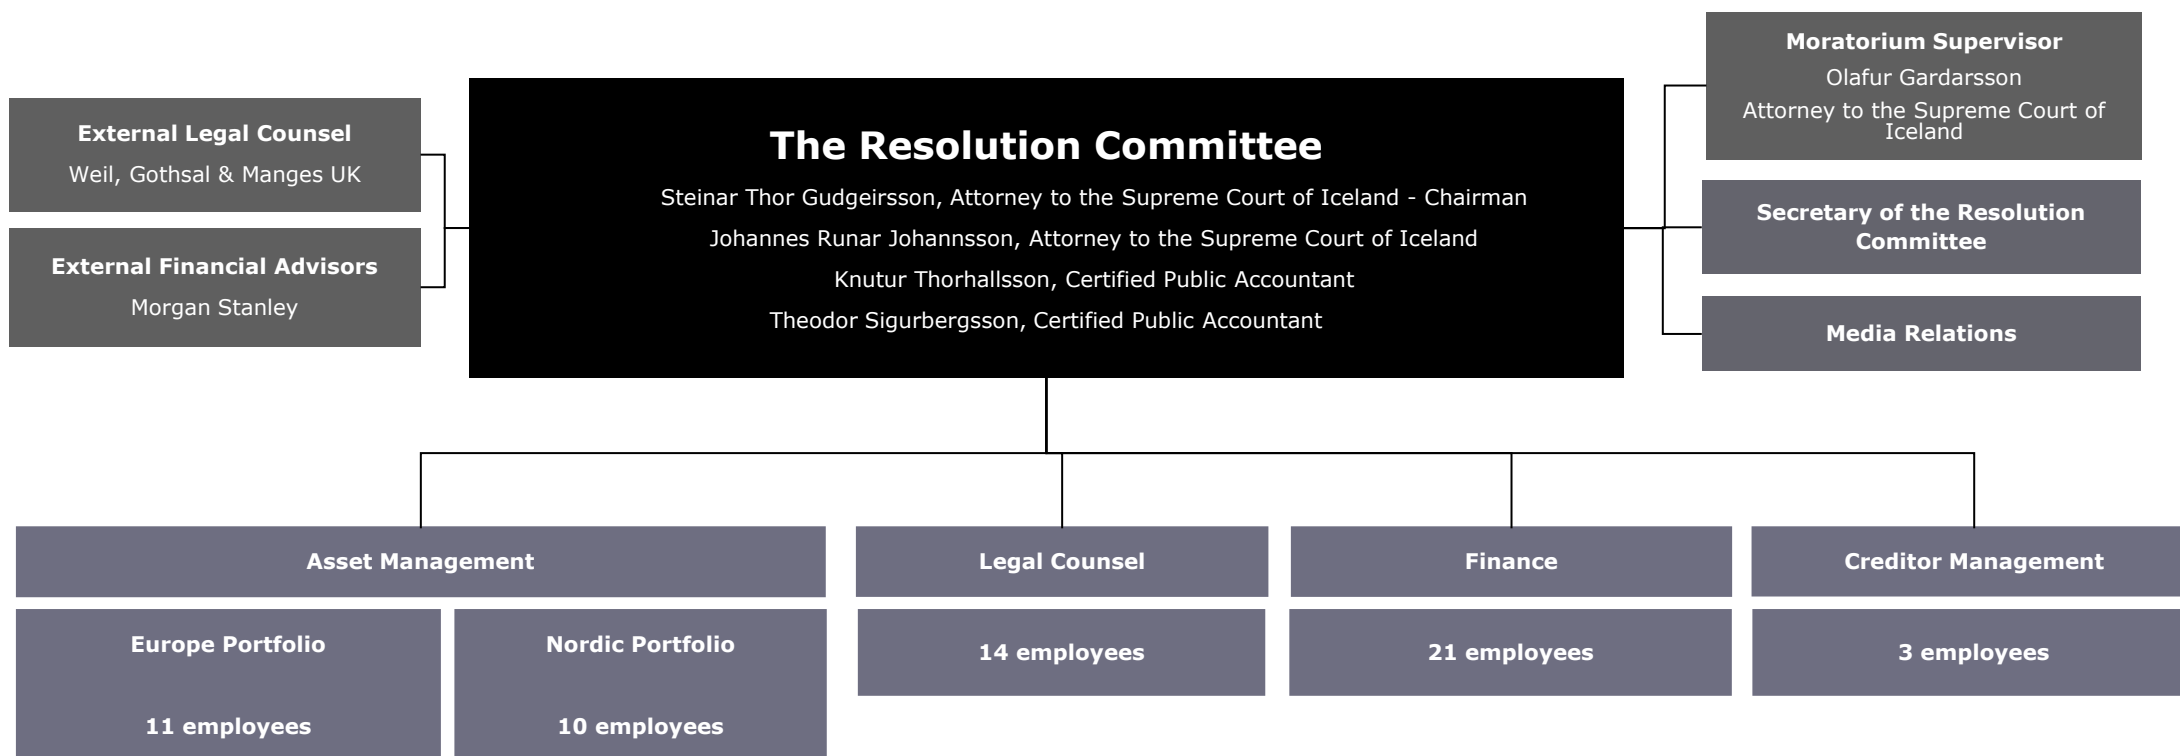 External Legal Counsel
Weil, Gothsal & Manges UK
External Financial Advisors
Morgan Stanley
The Resolution Committee
Steinar Thor Gudgeirsson, Attorney to the Supreme Court of Iceland - Chairman
Johannes Runar Johannsson, Attorney to the Supreme Court of Iceland
Knutur Thorhallsson, Certified Public Accountant
Theodor Sigurbergsson, Certified Public Accountant
Moratorium Supervisor
Olafur Gardarsson
Attorney to the Supreme Court of
Iceland
Secretary of the Resolution
Committee
Media Relations
Asset Management
Europe Portfolio
11 employees
Nordic Portfolio
10 employees
Legal Counsel
14 employees
Finance
21 employees
Creditor Management
3 employees